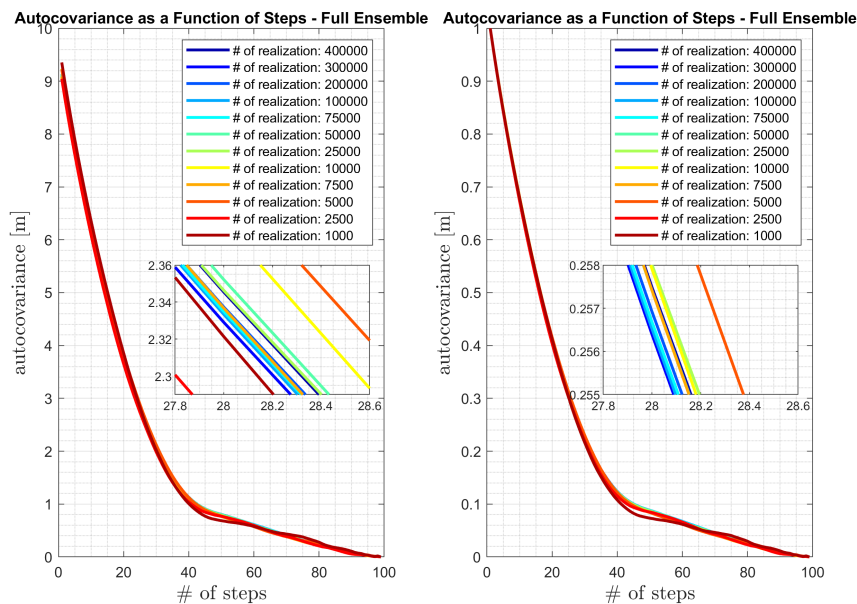 Autocovariance as a Function of Steps - Full Ensemble
10
9
8
7
6
5
4
3
2
1
0
autocovariance [m]
# of realization: 400000
# of realization: 300000
# of realization: 200000
# of realization: 100000
# of realization: 75000
# of realization: 50000
# of realization: 25000
# of realization: 10000
# of realization: 7500
# of realization: 5000
# of realization: 2500
# of realization: 1000
2.36
2.34
2.32
2.3
27.8 28 28.2 28.4 28.6
0 20 40 60 80 100
# of steps
Autocovariance as a Function of Steps - Full Ensemble
1
0.9
0.8
0.7
0.6
0.5
0.4
0.3
0.2
0.1
0
autocovariance [m]
# of realization: 400000
# of realization: 300000
# of realization: 200000
# of realization: 100000
# of realization: 75000
# of realization: 50000
# of realization: 25000
# of realization: 10000
# of realization: 7500
# of realization: 5000
# of realization: 2500
# of realization: 1000
0.258
0.257
0.256
0.255
27.8 28 28.2 28.4 28.6
0 20 40 60 80 100
# of steps